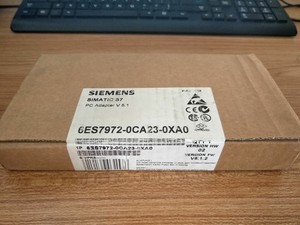 SIEMENS
SIMATIC S7
PC Adapter V 5.1
6ES7972-0CA23-0XA0
1P 6ES7972-0CA23-0XA0
VERSION HW
02
VERSION FW
V5.1.2